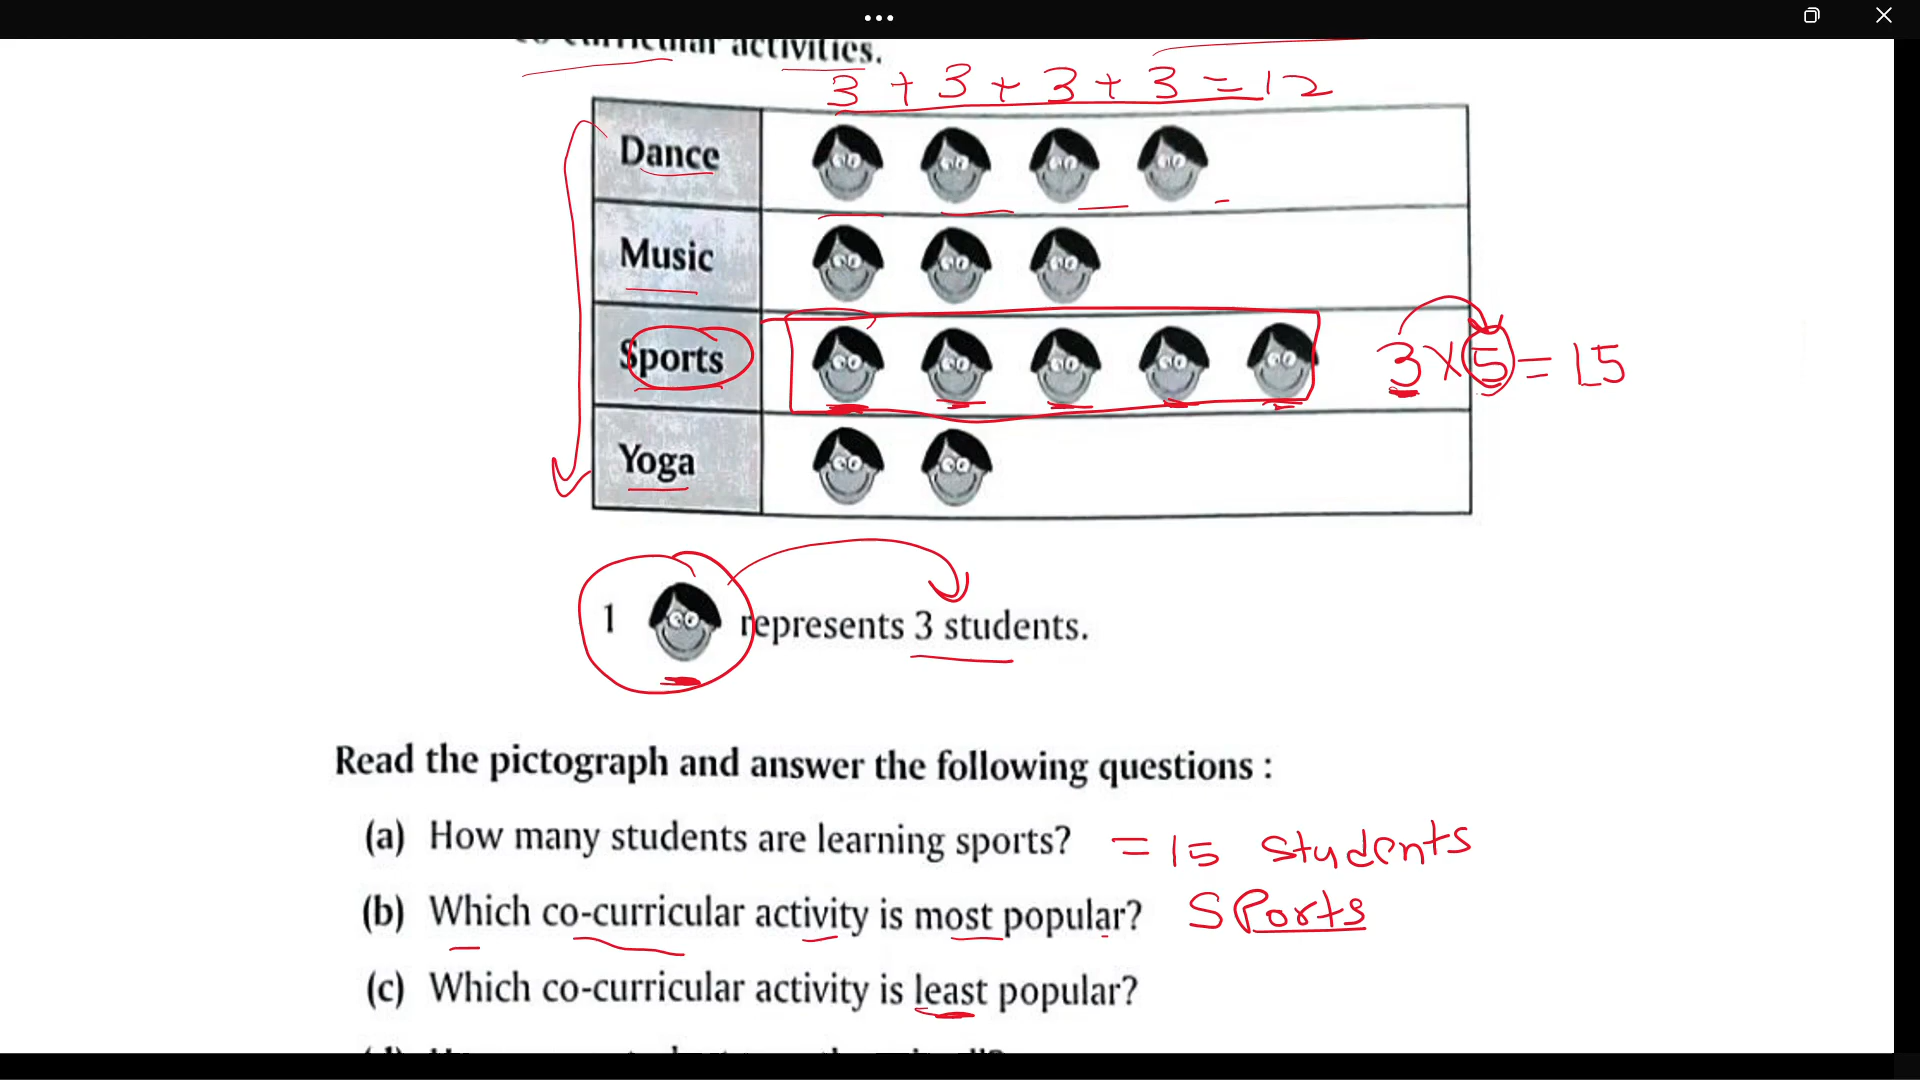 co-curricular activities.
3 + 3 + 3 + 3 = 12
Dance
Music
Sports 3 × 5 = 15
Yoga
1 represents 3 students.
Read the pictograph and answer the following questions :
(a) How many students are learning sports? = 15 Students
(b) Which co-curricular activity is most popular? SPorts
(c) Which co-curricular activity is least popular?